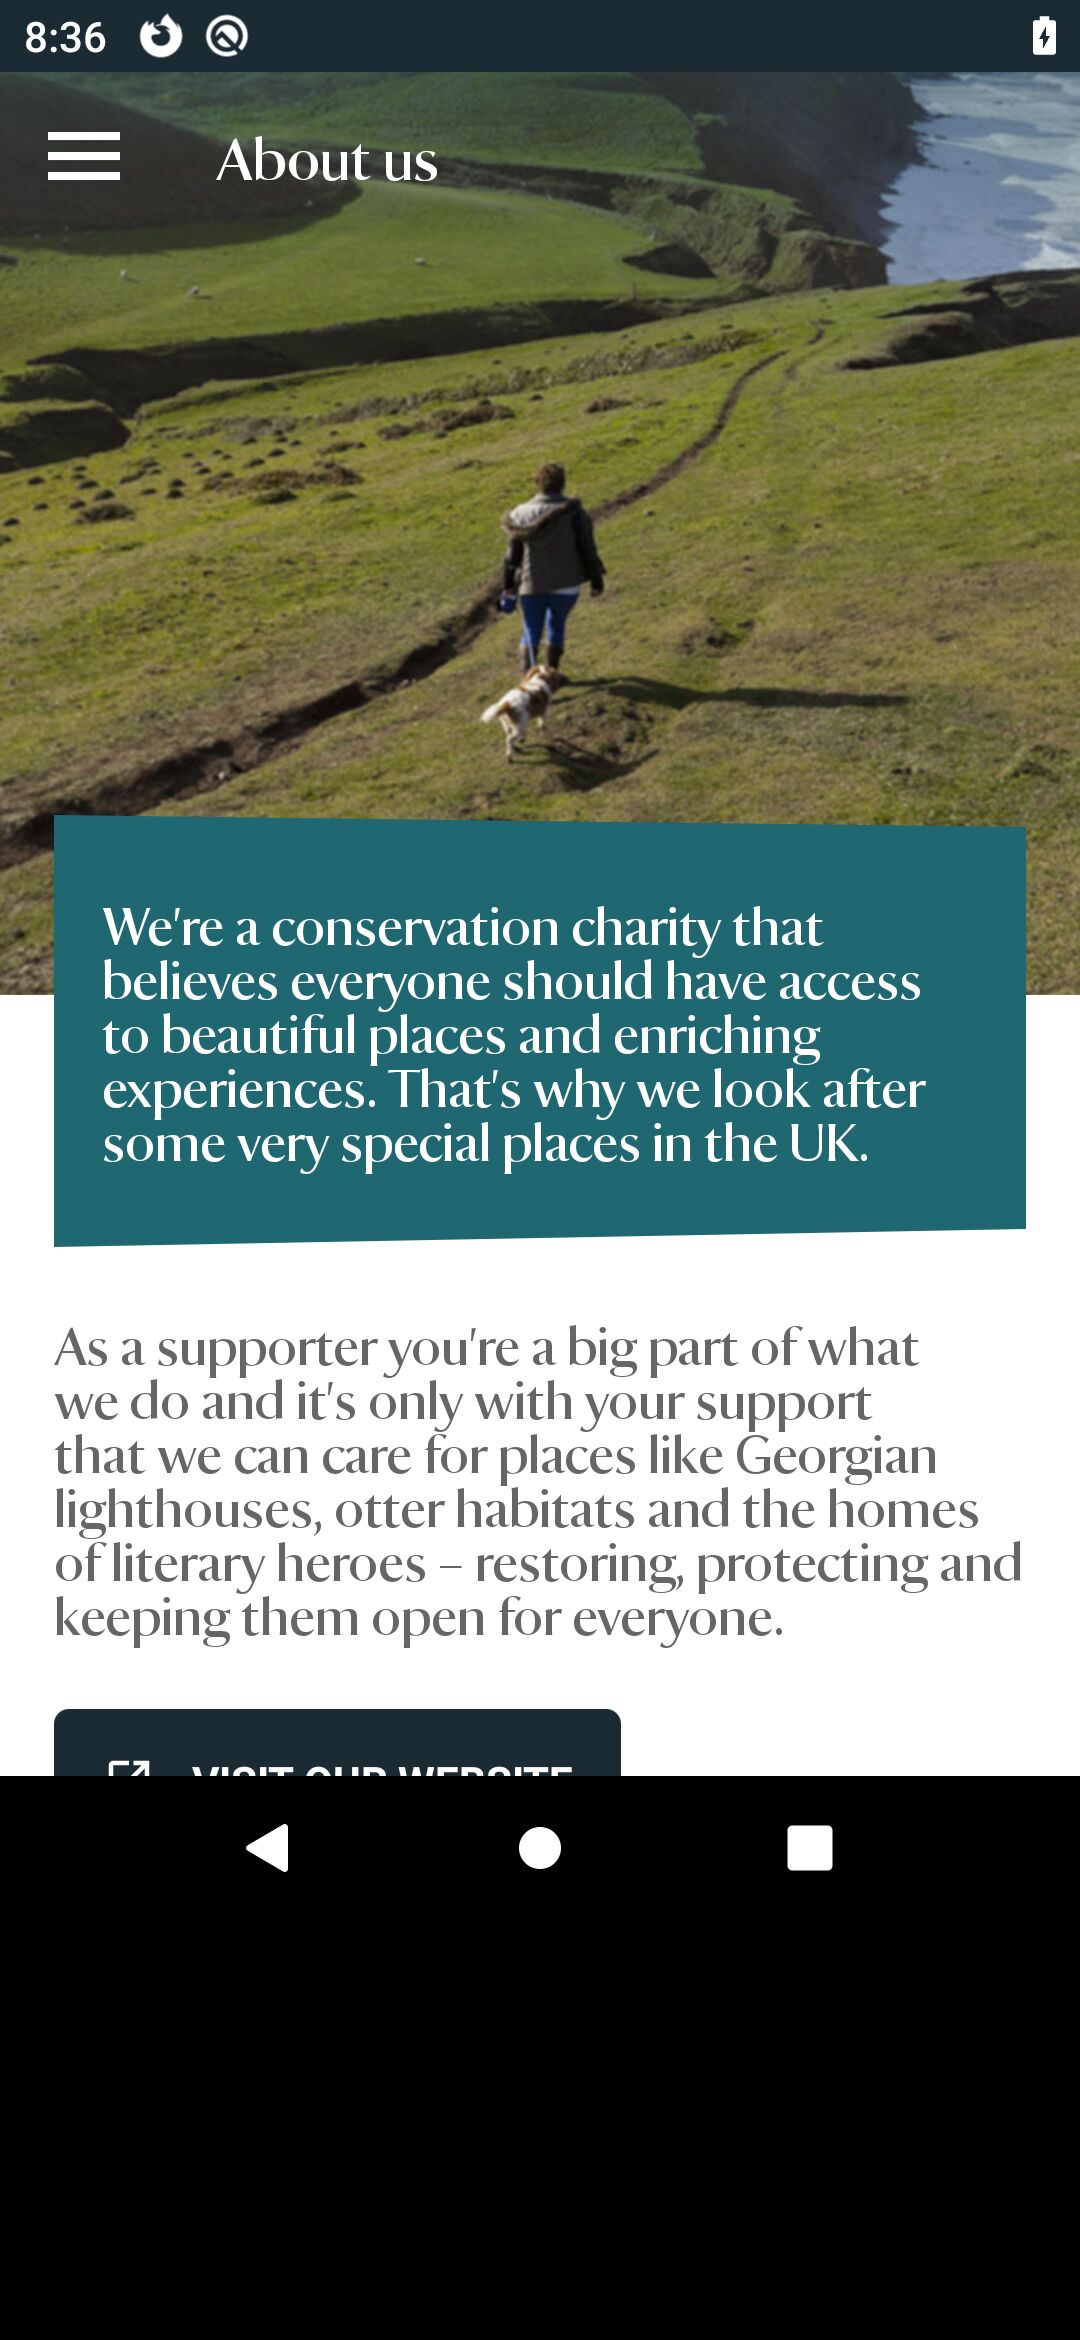 8:36
About us
We're a conservation charity that
believes everyone should have access
to beautiful places and enriching
experiences. That's why we look after
some very special places in the UK.
As a supporter you're a big part of what
we do and it's only with your support
that we can care for places like Georgian
lighthouses, otter habitats and the homes
of literary heroes – restoring, protecting and
keeping them open for everyone.
VISIT OUR WEBSITE